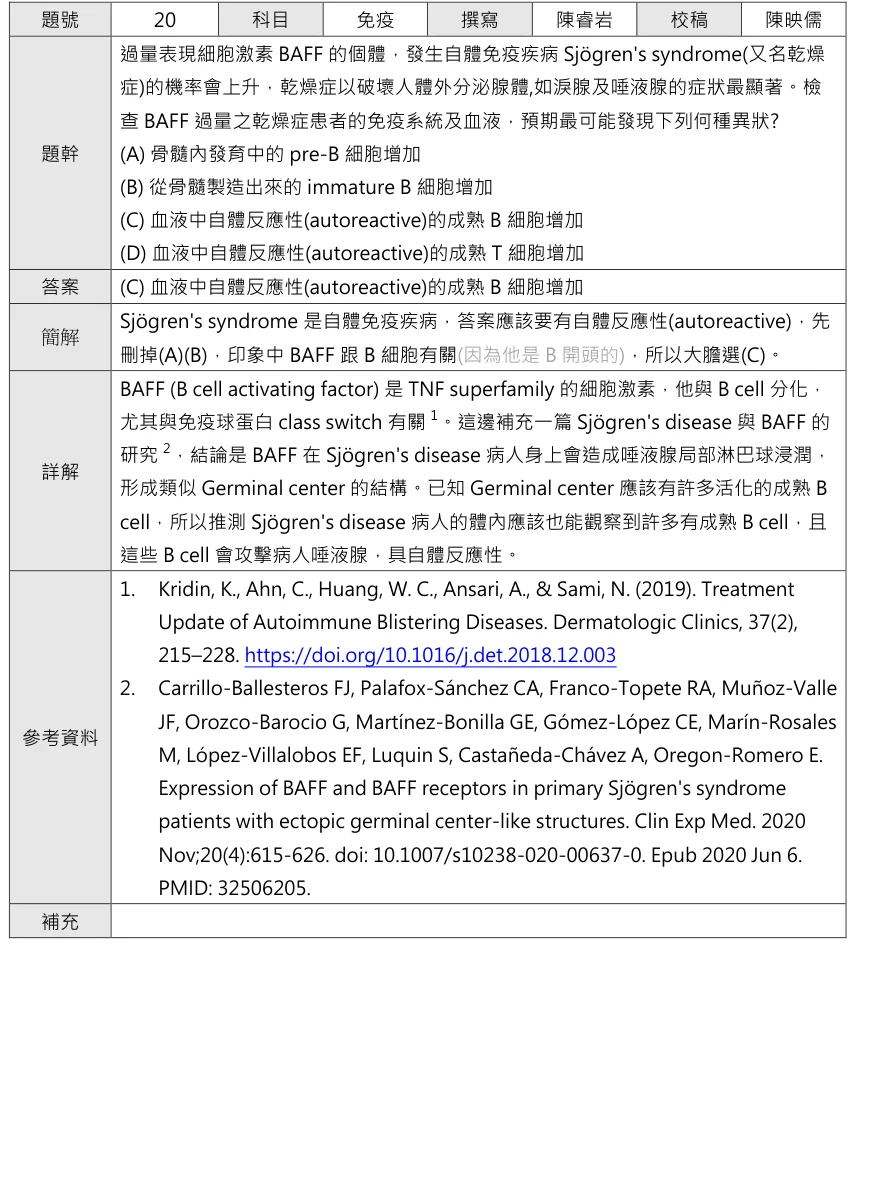 題號 20 科目 免疫 撰寫 陳睿岩 校稿 陳映儒
題幹
過量表現細胞激素 BAFF 的個體，發生自體免疫疾病 Sjögren's syndrome(又名乾燥
症)的機率會上升，乾燥症以破壞人體外分泌腺體,如淚腺及唾液腺的症狀最顯著。檢
查 BAFF 過量之乾燥症患者的免疫系統及血液，預期最可能發現下列何種異狀?
(A) 骨髓內發育中的 pre-B 細胞增加
(B) 從骨髓製造出來的 immature B 細胞增加
(C) 血液中自體反應性(autoreactive)的成熟 B 細胞增加
(D) 血液中自體反應性(autoreactive)的成熟 T 細胞增加
答案 (C) 血液中自體反應性(autoreactive)的成熟 B 細胞增加
簡解
Sjögren's syndrome 是自體免疫疾病，答案應該要有自體反應性(autoreactive)，先
刪掉(A)(B)，印象中 BAFF 跟 B 細胞有關(因為他是 B 開頭的)，所以大膽選(C)。
詳解
BAFF (B cell activating factor) 是 TNF superfamily 的細胞激素，他與 B cell 分化，
尤其與免疫球蛋白 class switch 有關 1。這邊補充一篇 Sjögren's disease 與 BAFF 的
研究 2，結論是 BAFF 在 Sjögren's disease 病人身上會造成唾液腺局部淋巴球浸潤，
形成類似 Germinal center 的結構。已知 Germinal center 應該有許多活化的成熟 B
cell，所以推測 Sjögren's disease 病人的體內應該也能觀察到許多有成熟 B cell，且
這些 B cell 會攻擊病人唾液腺，具自體反應性。
參考資料
1. Kridin, K., Ahn, C., Huang, W. C., Ansari, A., & Sami, N. (2019). Treatment
Update of Autoimmune Blistering Diseases. Dermatologic Clinics, 37(2),
215–228. https://doi.org/10.1016/j.det.2018.12.003
2. Carrillo-Ballesteros FJ, Palafox-Sánchez CA, Franco-Topete RA, Muñoz-Valle
JF, Orozco-Barocio G, Martínez-Bonilla GE, Gómez-López CE, Marín-Rosales
M, López-Villalobos EF, Luquin S, Castañeda-Chávez A, Oregon-Romero E.
Expression of BAFF and BAFF receptors in primary Sjögren's syndrome
patients with ectopic germinal center-like structures. Clin Exp Med. 2020
Nov;20(4):615-626. doi: 10.1007/s10238-020-00637-0. Epub 2020 Jun 6.
PMID: 32506205.
補充